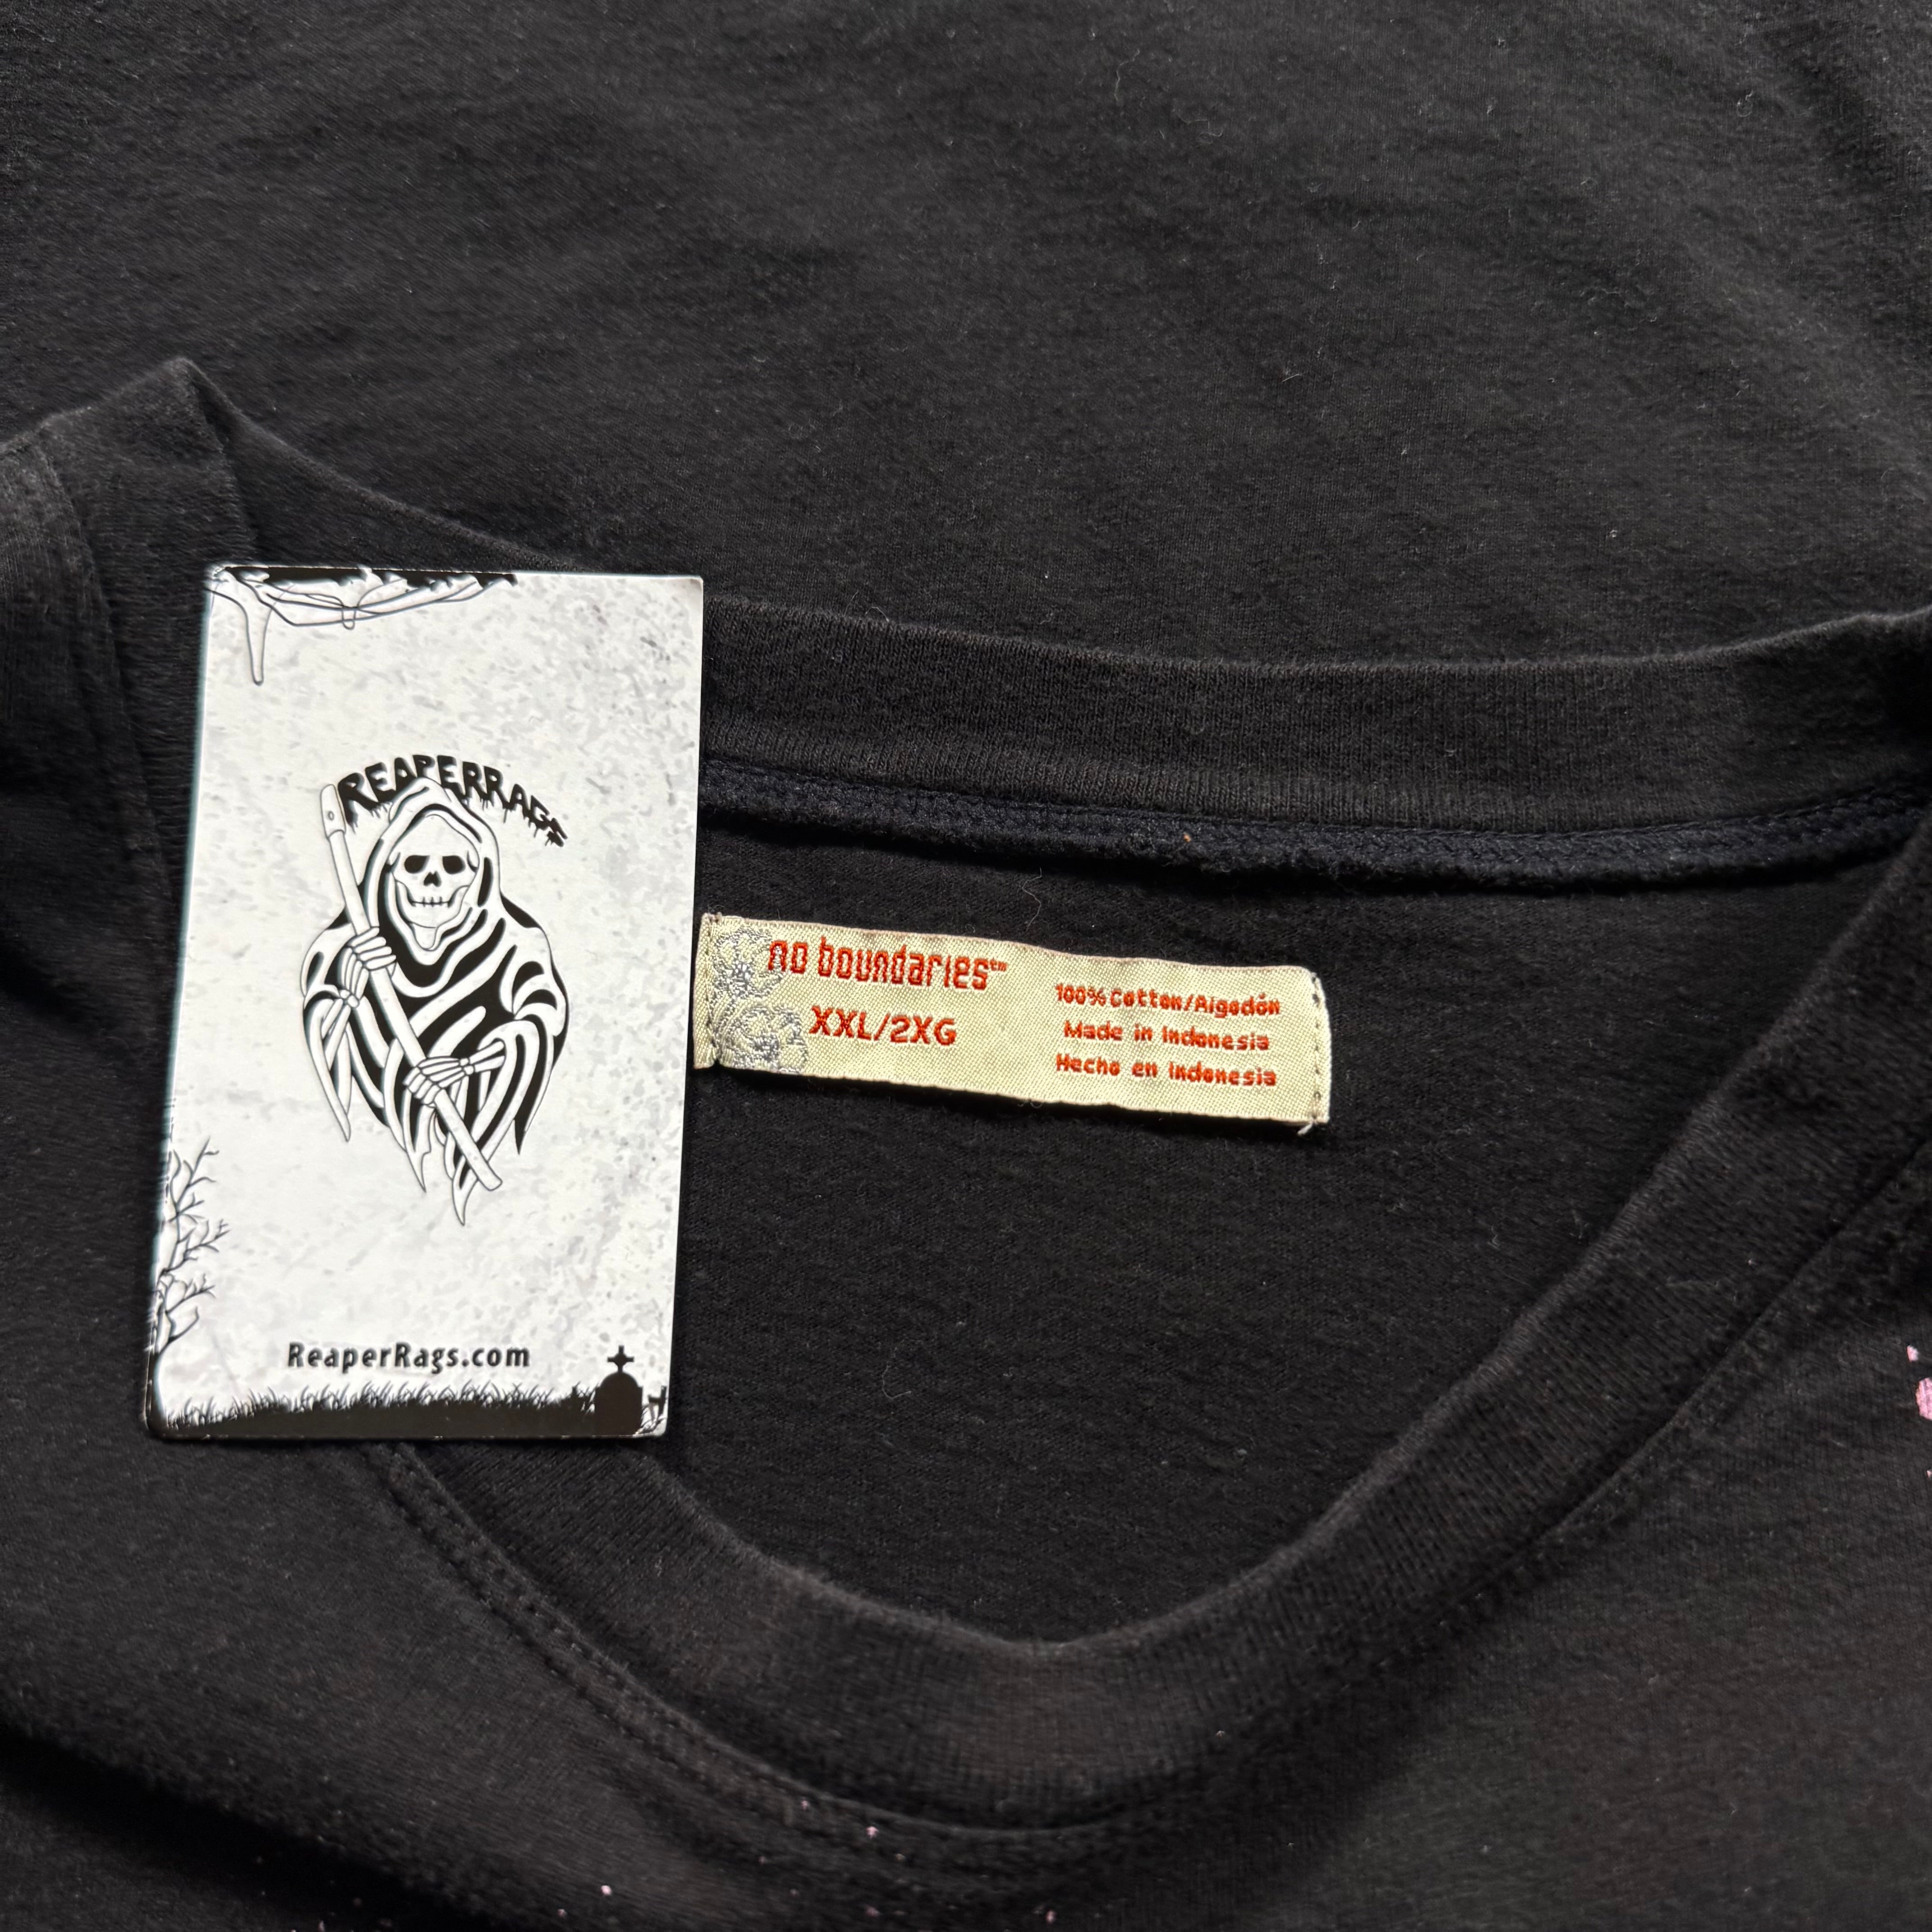 REAPERRAGS
ReaperRags.com
no boundaries™
XXL/2XG
100% cotton/Algodón
Made in Indonesia
Hecho en Indonesia